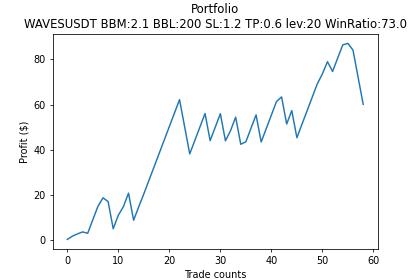 Portfolio
WAVESUSDT BBM:2.1 BBL:200 SL:1.2 TP:0.6 lev:20 WinRatio:73.0
80
60
40
20
0
Profit ($)
0 10 20 30 40 50 60
Trade counts